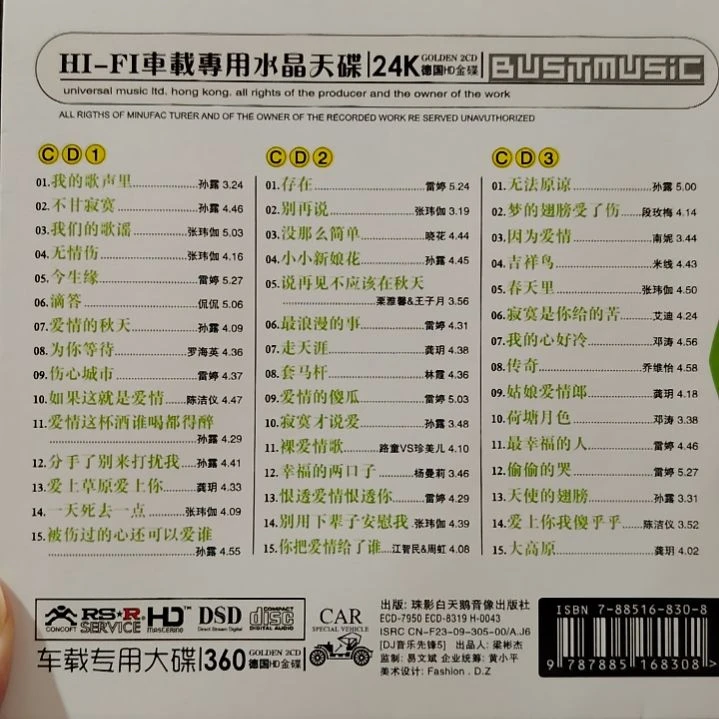 HI-FI車載專用水晶天碟|24K GOLDEN 2CD 德国HD金碟 BUSTMUSIC
universal music ltd. hong kong. all rights of the producer and the owner of the work
ALL RIGTHS OF MINUFAC TURER AND OF THE OWNER OF THE RECORDED WORK RE SERVED UNAVUTHORIZED
CD1
01.我的歌声里 孙露 3.24
02.不甘寂寞 孙露 4.46
03.我们的歌谣 张玮伽 5.03
04.无情伤 张玮伽 4.16
05.今生缘 雷婷 5.27
06.滴答 侃侃 5.06
07.爱情的秋天 孙露 4.09
08.为你等待 罗海英 4.36
09.伤心城市 雷婷 4.37
10.如果这就是爱情 陈洁仪 4.47
11.爱情这杯酒谁喝都得醉
孙露 4.29
12.分手了别来打扰我 孙露 4.41
13.爱上草原爱上你 龚玥 4.33
14.一天死去一点 张玮伽 4.09
15.被伤过的心还可以爱谁
孙露 4.55
CD2
01.存在 雷婷 5.24
02.别再说 张玮伽 3.19
03.没那么简单 晓花 4.44
04.小小新娘花 孙露 4.45
05.说再见不应该在秋天
栗雅馨&王子月 3.56
06.最浪漫的事 雷婷 4.31
07.走天涯 龚玥 4.38
08.套马杆 林霞 4.36
09.爱情的傻瓜 雷婷 5.03
10.寂寞才说爱 孙露 3.48
11.裸爱情歌 路童VS珍美儿 4.10
12.幸福的两口子 杨曼莉 3.46
13.恨透爱情恨透你 雷婷 4.29
14.别用下辈子安慰我 张玮伽 4.39
15.你把爱情给了谁 江智民&周虹 4.08
CD3
01.无法原谅 孙露 5.00
02.梦的翅膀受了伤 段玫梅 4.14
03.因为爱情 南妮 3.44
04.吉祥鸟 米线 4.43
05.春天里 张玮伽 4.50
06.寂寞是你给的苦 艾迪 4.24
07.我的心好冷 邓涛 4.56
08.传奇 乔维怡 4.58
09.姑娘爱情郎 龚玥 4.18
10.荷塘月色 邓涛 3.38
11.最幸福的人 雷婷 4.46
12.偷偷的哭 雷婷 5.27
13.天使的翅膀 孙露 3.31
14.爱上你我傻乎乎 陈洁仪 3.52
15.大高原 龚玥 4.02
CONCOFT RS★R SERVICE HD MASTERING DSD Direct Stream Digital COMPACT disc DIGITAL AUDIO
车载专用大碟|360 GOLDEN 2CD 德国HD金碟
CAR
SPECIAL VEHICLE
出版: 珠影白天鹅音像出版社
ECD-7950 ECD-8319 H-0043
ISRC CN-F23-09-305-00/A.J6
[DJ音乐先锋5] 出品人: 梁彬杰
监制: 易文斌 企业统筹: 黄小平
美术设计: Fashion . D.Z
ISBN 7-88516-830-8
9 787885 168308 >